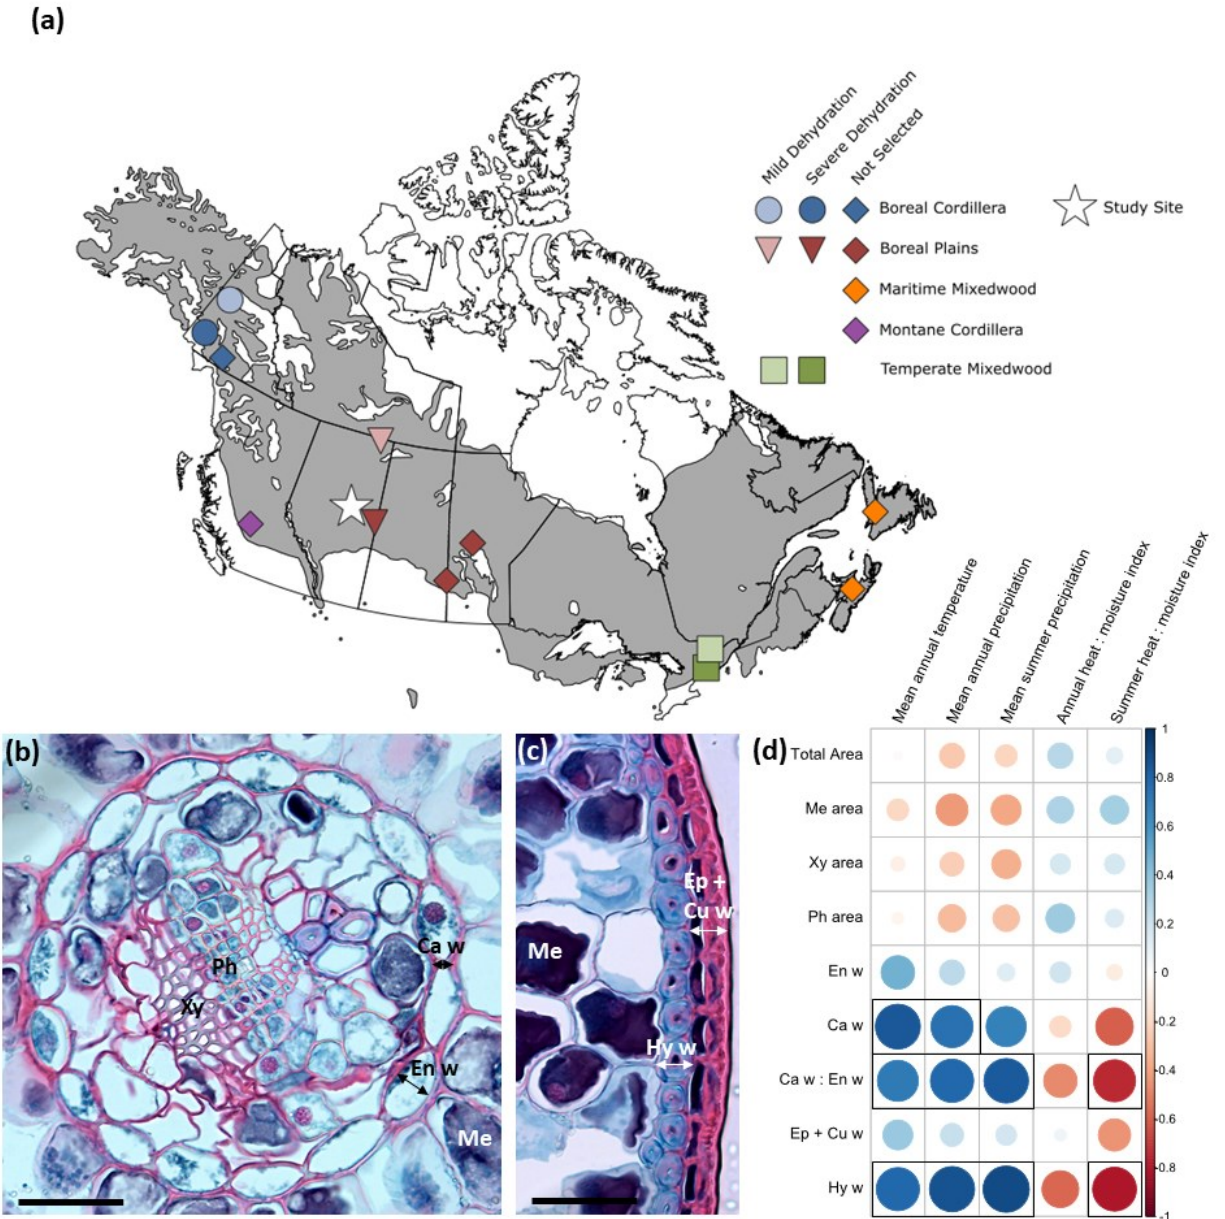 (a)
Mild Dehydration
Severe Dehydration
Not Selected
Boreal Cordillera
Study Site
Boreal Plains
Maritime Mixedwood
Montane Cordillera
Temperate Mixedwood
(b)
Ca w
Ph
Xy
En w
Me
(c)
Ep +
Cu w
Me
Hy w
(d)
Mean annual temperature
Mean annual precipitation
Mean summer precipitation
Annual heat : moisture index
Summer heat : moisture index
Total Area
Me area
Xy area
Ph area
En w
Ca w
Ca w : En w
Ep + Cu w
Hy w
1
0.8
0.6
0.4
0.2
0
-0.2
-0.4
-0.6
-0.8
-1